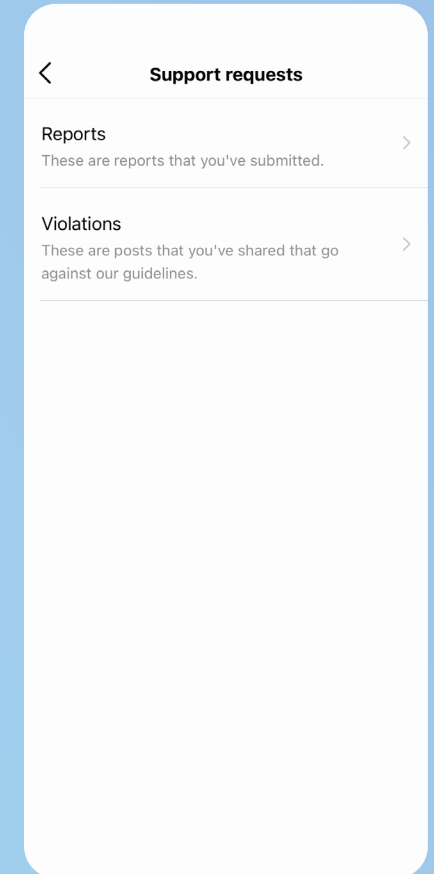 Support requests
Reports
These are reports that you've submitted.
Violations
These are posts that you've shared that go
against our guidelines.